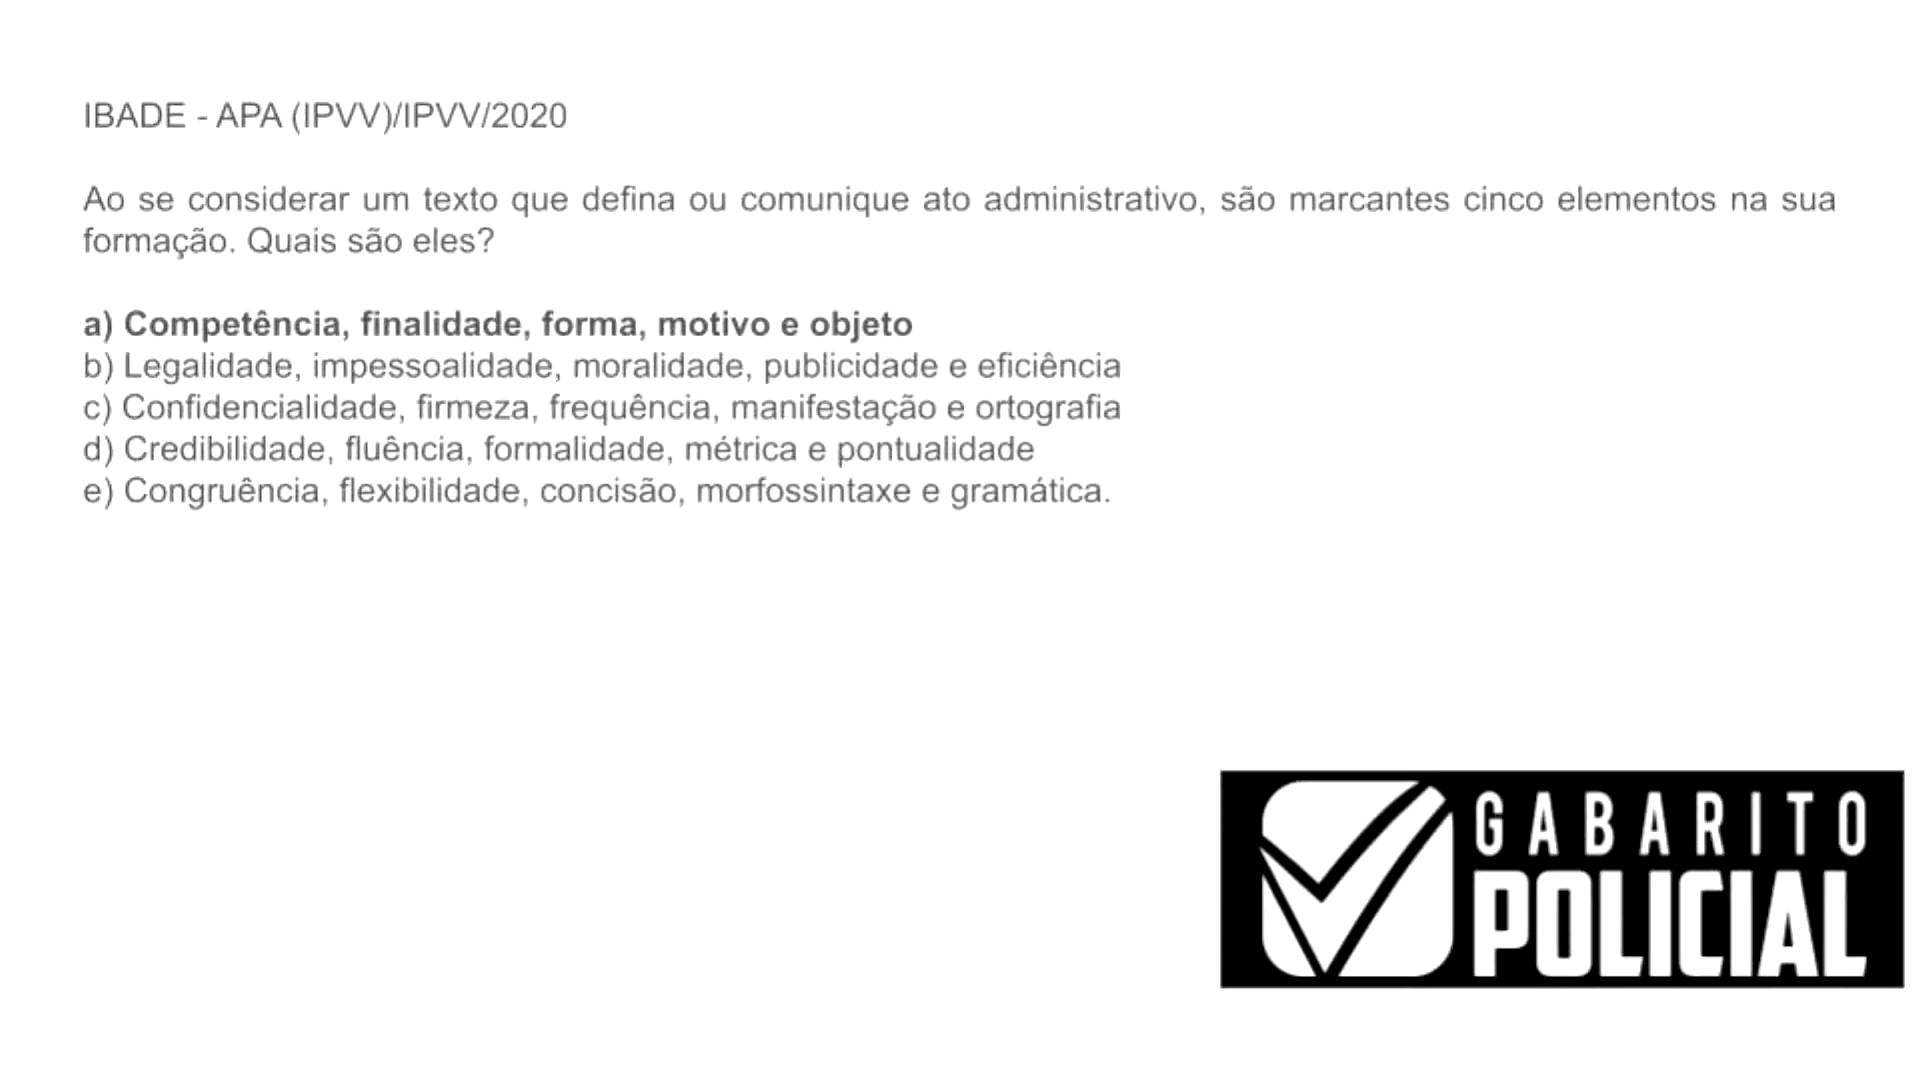 IBADE - APA (IPVV)/IPVV/2020
Ao se considerar um texto que defina ou comunique ato administrativo, são marcantes cinco elementos na sua
formação. Quais são eles?
a) Competência, finalidade, forma, motivo e objeto
b) Legalidade, impessoalidade, moralidade, publicidade e eficiência
c) Confidencialidade, firmeza, frequência, manifestação e ortografia
d) Credibilidade, fluência, formalidade, métrica e pontualidade
e) Congruência, flexibilidade, concisão, morfossintaxe e gramática.
GABARITO
POLICIAL